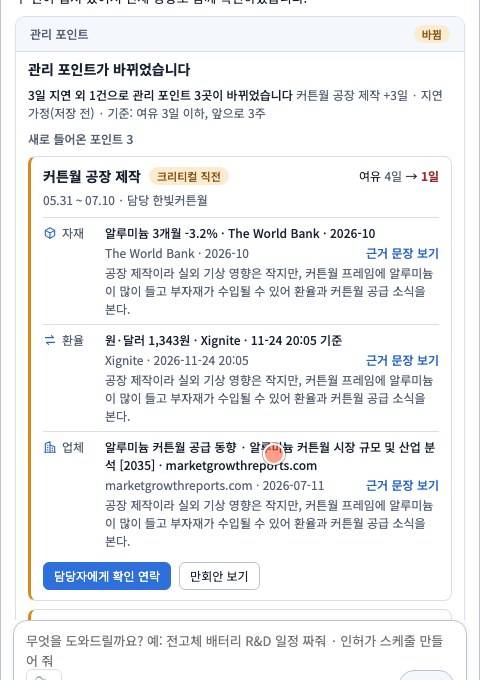 관리 포인트
바뀜
관리 포인트가 바뀌었습니다
3일 지연 외 1건으로 관리 포인트 3곳이 바뀌었습니다 커튼월 공장 제작 +3일 · 지연
가정(저장 전) · 기준: 여유 3일 이하, 앞으로 3주
새로 들어온 포인트 3
커튼월 공장 제작 크리티컬 직전 여유 4일 → 1일
05.31 ~ 07.10 · 담당 한빛커튼월
자재 알루미늄 3개월 -3.2% · The World Bank · 2026-10
The World Bank · 2026-10 근거 문장 보기
공장 제작이라 실외 기상 영향은 작지만, 커튼월 프레임에 알루미늄
이 많이 들고 부자재가 수입될 수 있어 환율과 커튼월 공급 소식을
본다.
환율 원·달러 1,343원 · Xignite · 11-24 20:05 기준
Xignite · 2026-11-24 20:05 근거 문장 보기
공장 제작이라 실외 기상 영향은 작지만, 커튼월 프레임에 알루미늄
이 많이 들고 부자재가 수입될 수 있어 환율과 커튼월 공급 소식을
본다.
업체 알루미늄 커튼월 공급 동향 · 알루미늄 커튼월 시장 규모 및 산업 분
석 [2035] · marketgrowthreports.com
marketgrowthreports.com · 2026-07-11 근거 문장 보기
공장 제작이라 실외 기상 영향은 작지만, 커튼월 프레임에 알루미늄
이 많이 들고 부자재가 수입될 수 있어 환율과 커튼월 공급 소식을
본다.
담당자에게 확인 연락 만회안 보기
무엇을 도와드릴까요? 예: 전고체 배터리 R&D 일정 짜줘 · 인허가 스케줄 만들
어 줘